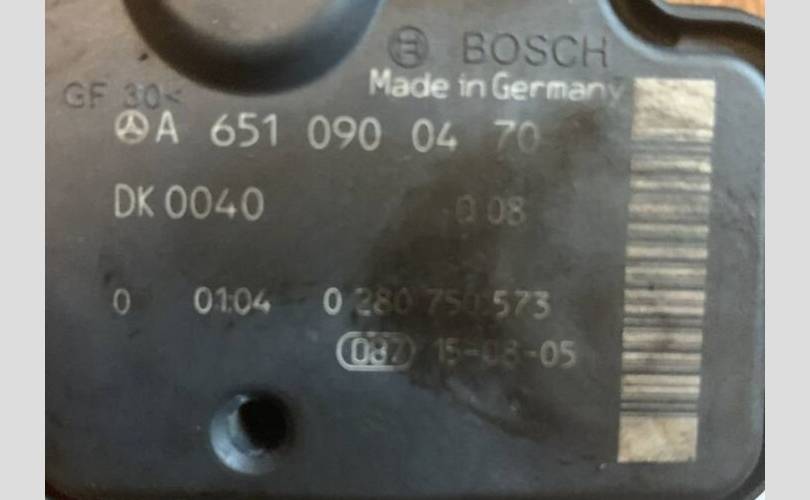 BOSCH
Made in Germany
GF 30<
A 651 090 04 70
DK 0040 Q 08
0 01:04 0 280 750 573
087 15-08-05